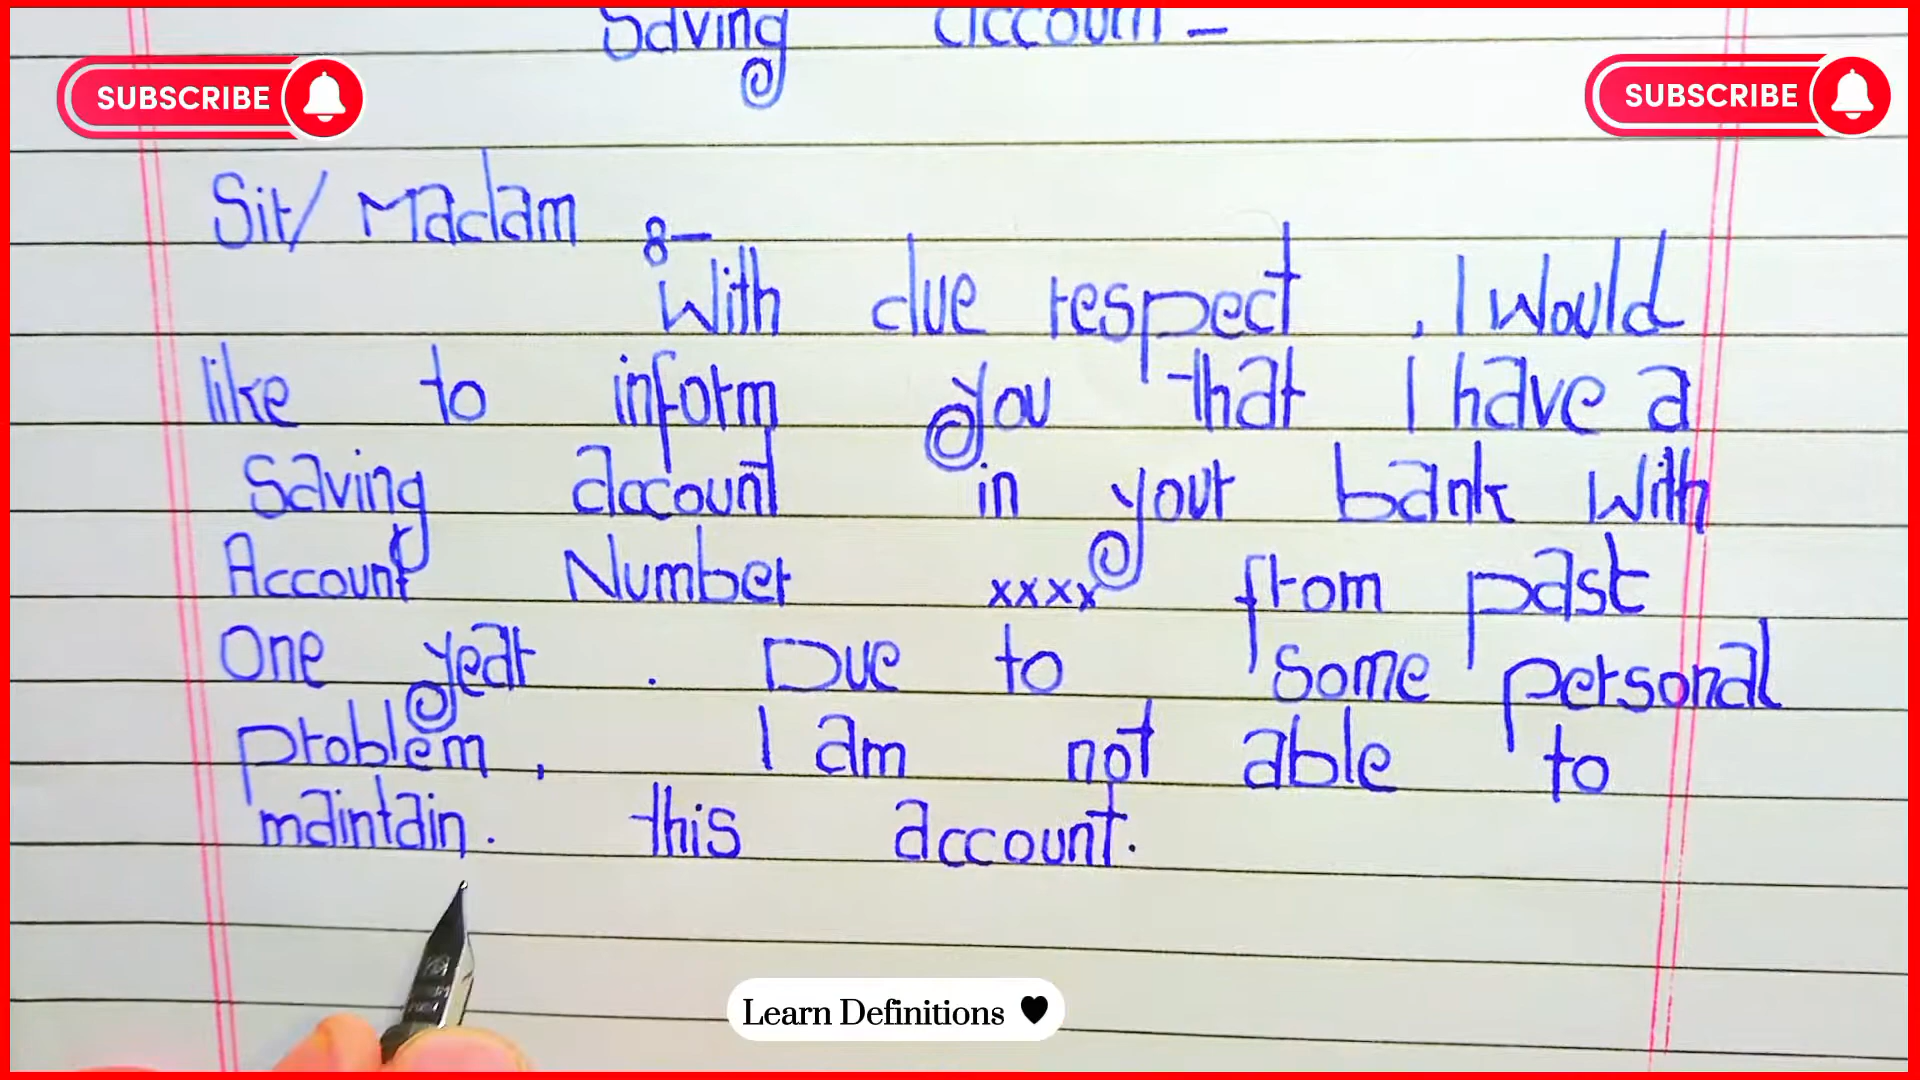 Saving Account -
SUBSCRIBE
SUBSCRIBE
Sir/ Madam
:- With due respect , I Would
like to inform you that I have a
Saving account in your bank With
Account Number xxxx from past
One year . Due to some personal
problem , I am not able to
maintain . this account.
Learn Definitions